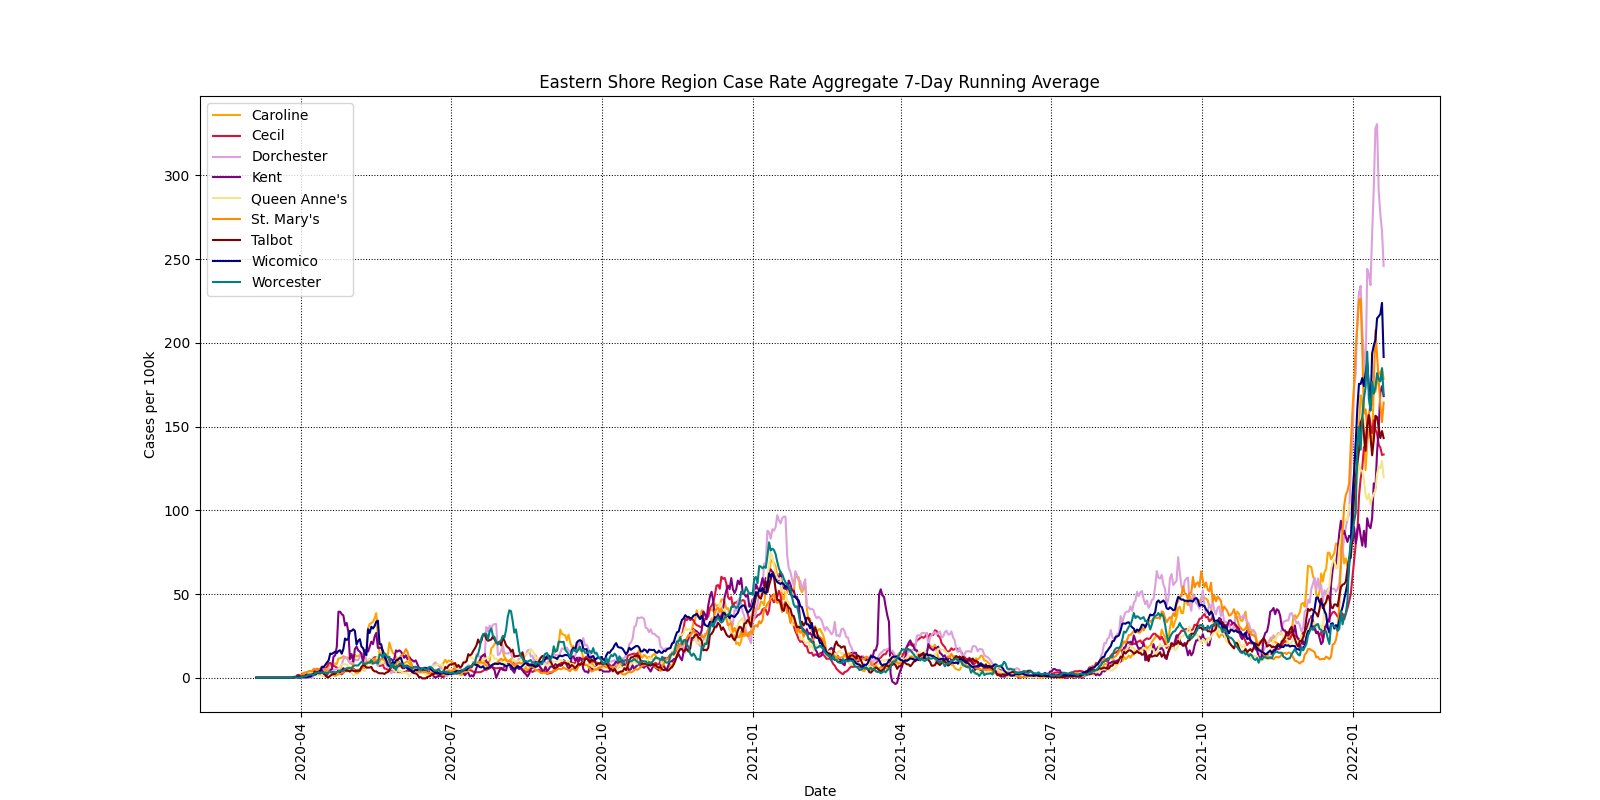 Eastern Shore Region Case Rate Aggregate 7-Day Running Average
Caroline
Cecil
Dorchester
Kent
Queen Anne's
St. Mary's
Talbot
Wicomico
Worcester
Cases per 100k
300
250
200
150
100
50
0
2020-04
2020-07
2020-10
2021-01
2021-04
2021-07
2021-10
2022-01
Date